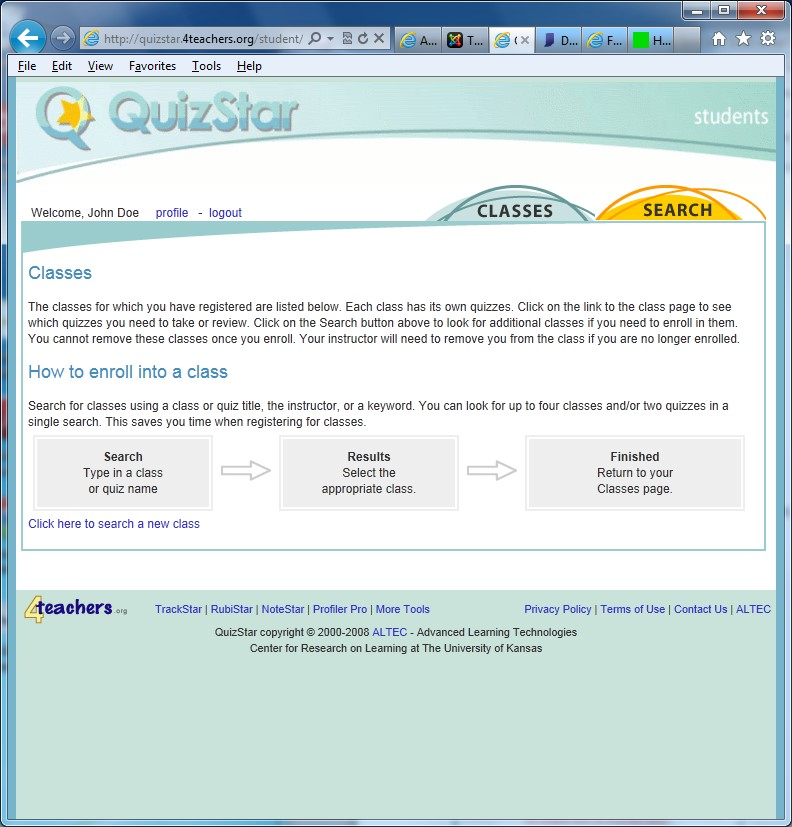 http://quizstar.4teachers.org/student/
A...
T...
D...
F...
H...
File Edit View Favorites Tools Help
QuizStar
students
Welcome, John Doe profile - logout
CLASSES
SEARCH
Classes
The classes for which you have registered are listed below. Each class has its own quizzes. Click on the link to the class page to see
which quizzes you need to take or review. Click on the Search button above to look for additional classes if you need to enroll in them.
You cannot remove these classes once you enroll. Your instructor will need to remove you from the class if you are no longer enrolled.
How to enroll into a class
Search for classes using a class or quiz title, the instructor, or a keyword. You can look for up to four classes and/or two quizzes in a
single search. This saves you time when registering for classes.
Search
Type in a class
or quiz name
Results
Select the
appropriate class.
Finished
Return to your
Classes page.
Click here to search a new class
4teachers.org
TrackStar | RubiStar | NoteStar | Profiler Pro | More Tools
Privacy Policy | Terms of Use | Contact Us | ALTEC
QuizStar copyright © 2000-2008 ALTEC - Advanced Learning Technologies
Center for Research on Learning at The University of Kansas